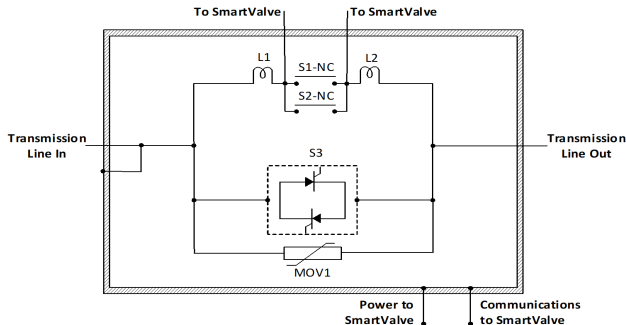 To SmartValve
To SmartValve
L1
S1-NC
L2
S2-NC
Transmission
Line In
Transmission
Line Out
S3
MOV1
Power to
SmartValve
Communications
to SmartValve